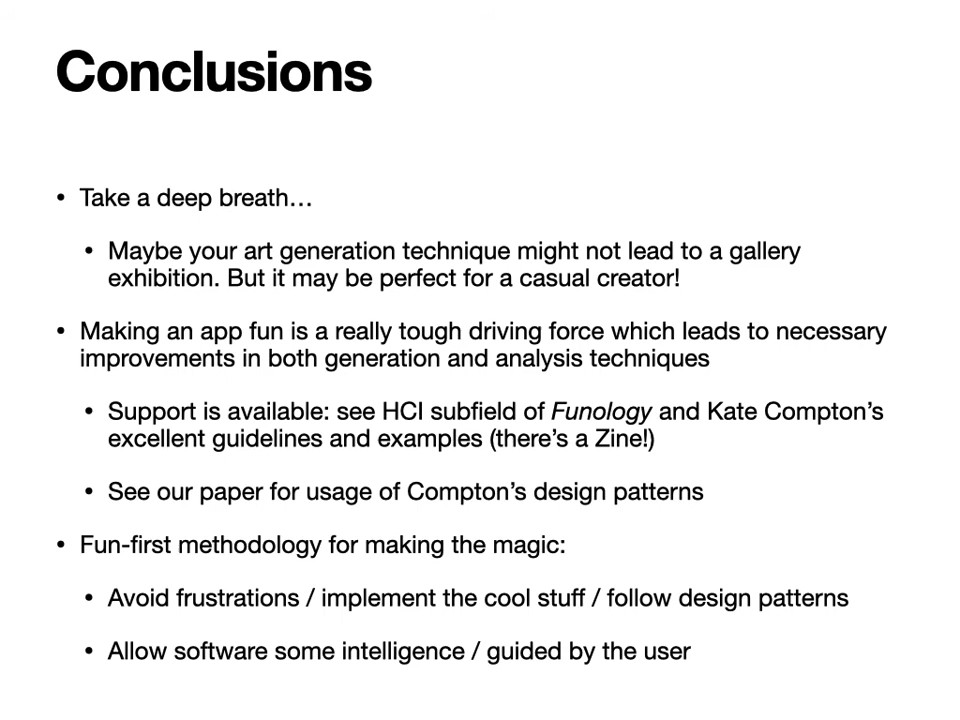 Conclusions
• Take a deep breath…
• Maybe your art generation technique might not lead to a gallery
exhibition. But it may be perfect for a casual creator!
• Making an app fun is a really tough driving force which leads to necessary
improvements in both generation and analysis techniques
• Support is available: see HCI subfield of Funology and Kate Compton’s
excellent guidelines and examples (there’s a Zine!)
• See our paper for usage of Compton’s design patterns
• Fun-first methodology for making the magic:
• Avoid frustrations / implement the cool stuff / follow design patterns
• Allow software some intelligence / guided by the user